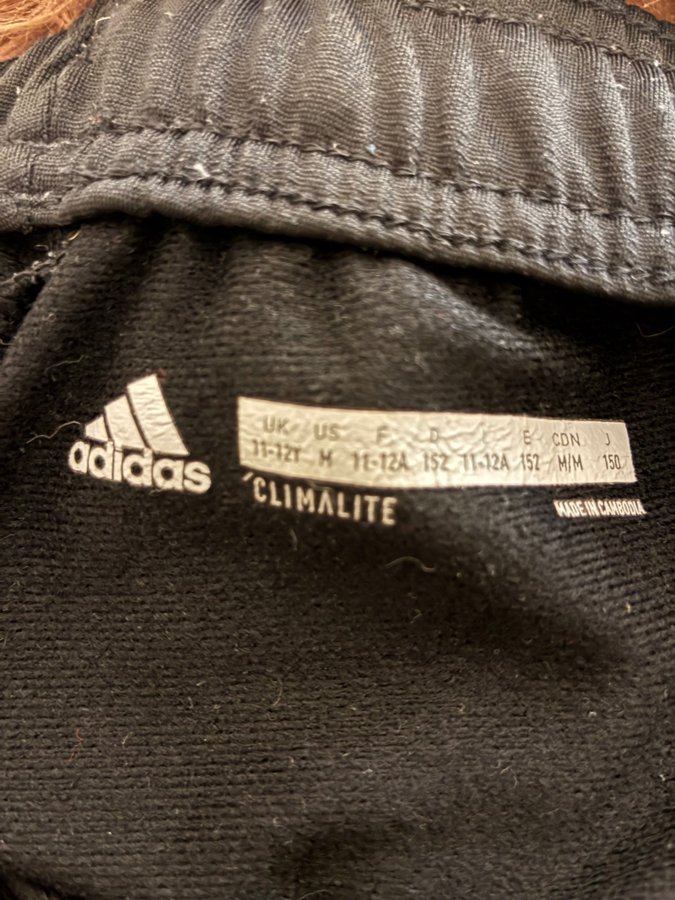 adidas
UK US F D E CDN J
11-12Y M 11-12A 152 11-12A 152 M/M 150
CLIMALITE
MADE IN CAMBODIA